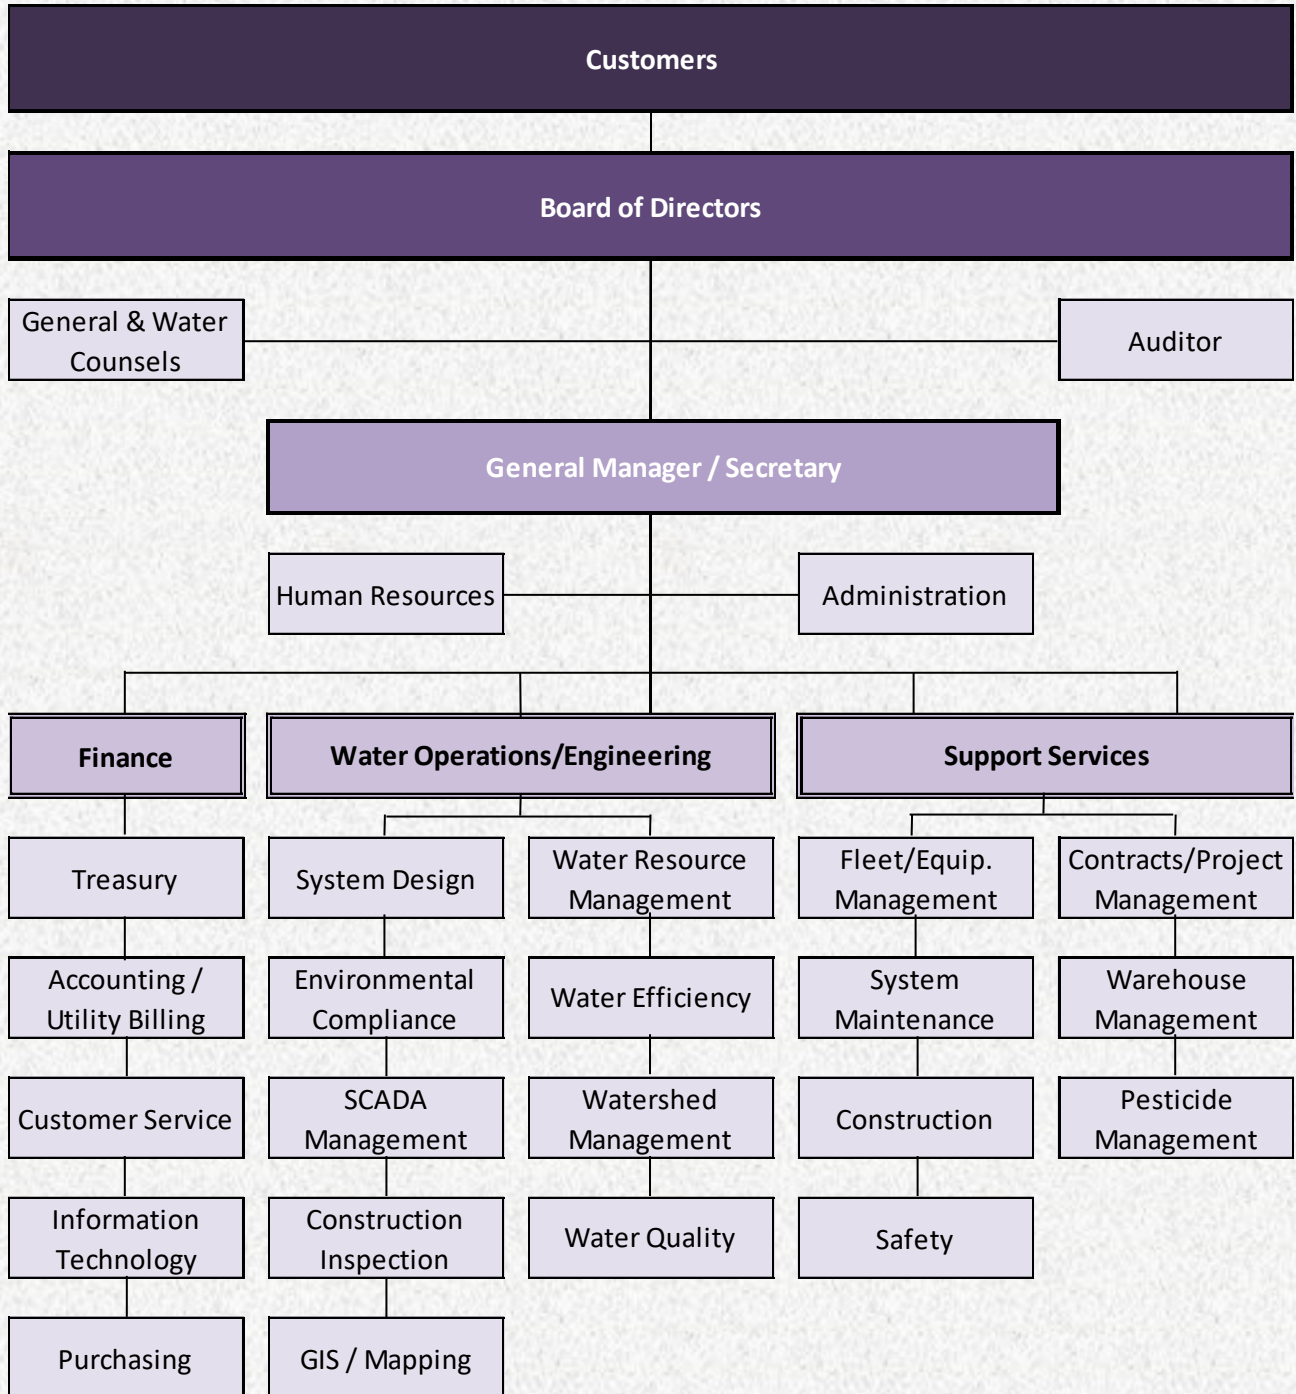 Customers
Board of Directors
General & Water
Counsels
Auditor
General Manager / Secretary
Human Resources
Administration
Finance
Water Operations/Engineering
Support Services
Treasury
System Design
Water Resource
Management
Fleet/Equip.
Management
Contracts/Project
Management
Accounting /
Utility Billing
Environmental
Compliance
Water Efficiency
System
Maintenance
Warehouse
Management
Customer Service
SCADA
Management
Watershed
Management
Construction
Pesticide
Management
Information
Technology
Construction
Inspection
Water Quality
Safety
Purchasing
GIS / Mapping